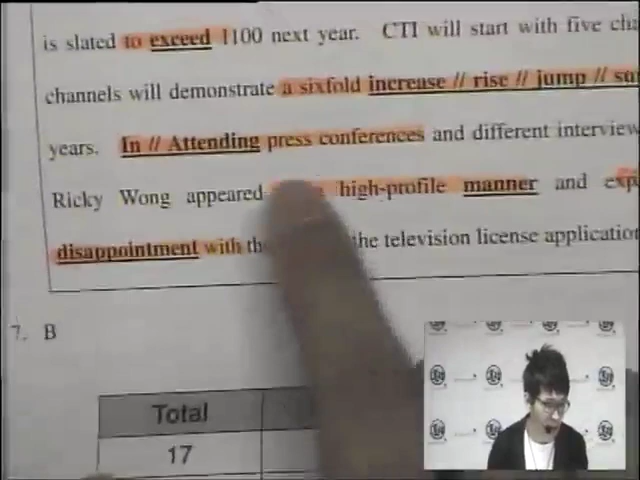 is slated to exceed 1100 next year. CTI will start with five
channels will demonstrate a sixfold increase // rise // jump //
years. In // Attending press conferences and different interview
Ricky Wong appeared high-profile manner and
disappointment with the television license application
7. B
Total
17